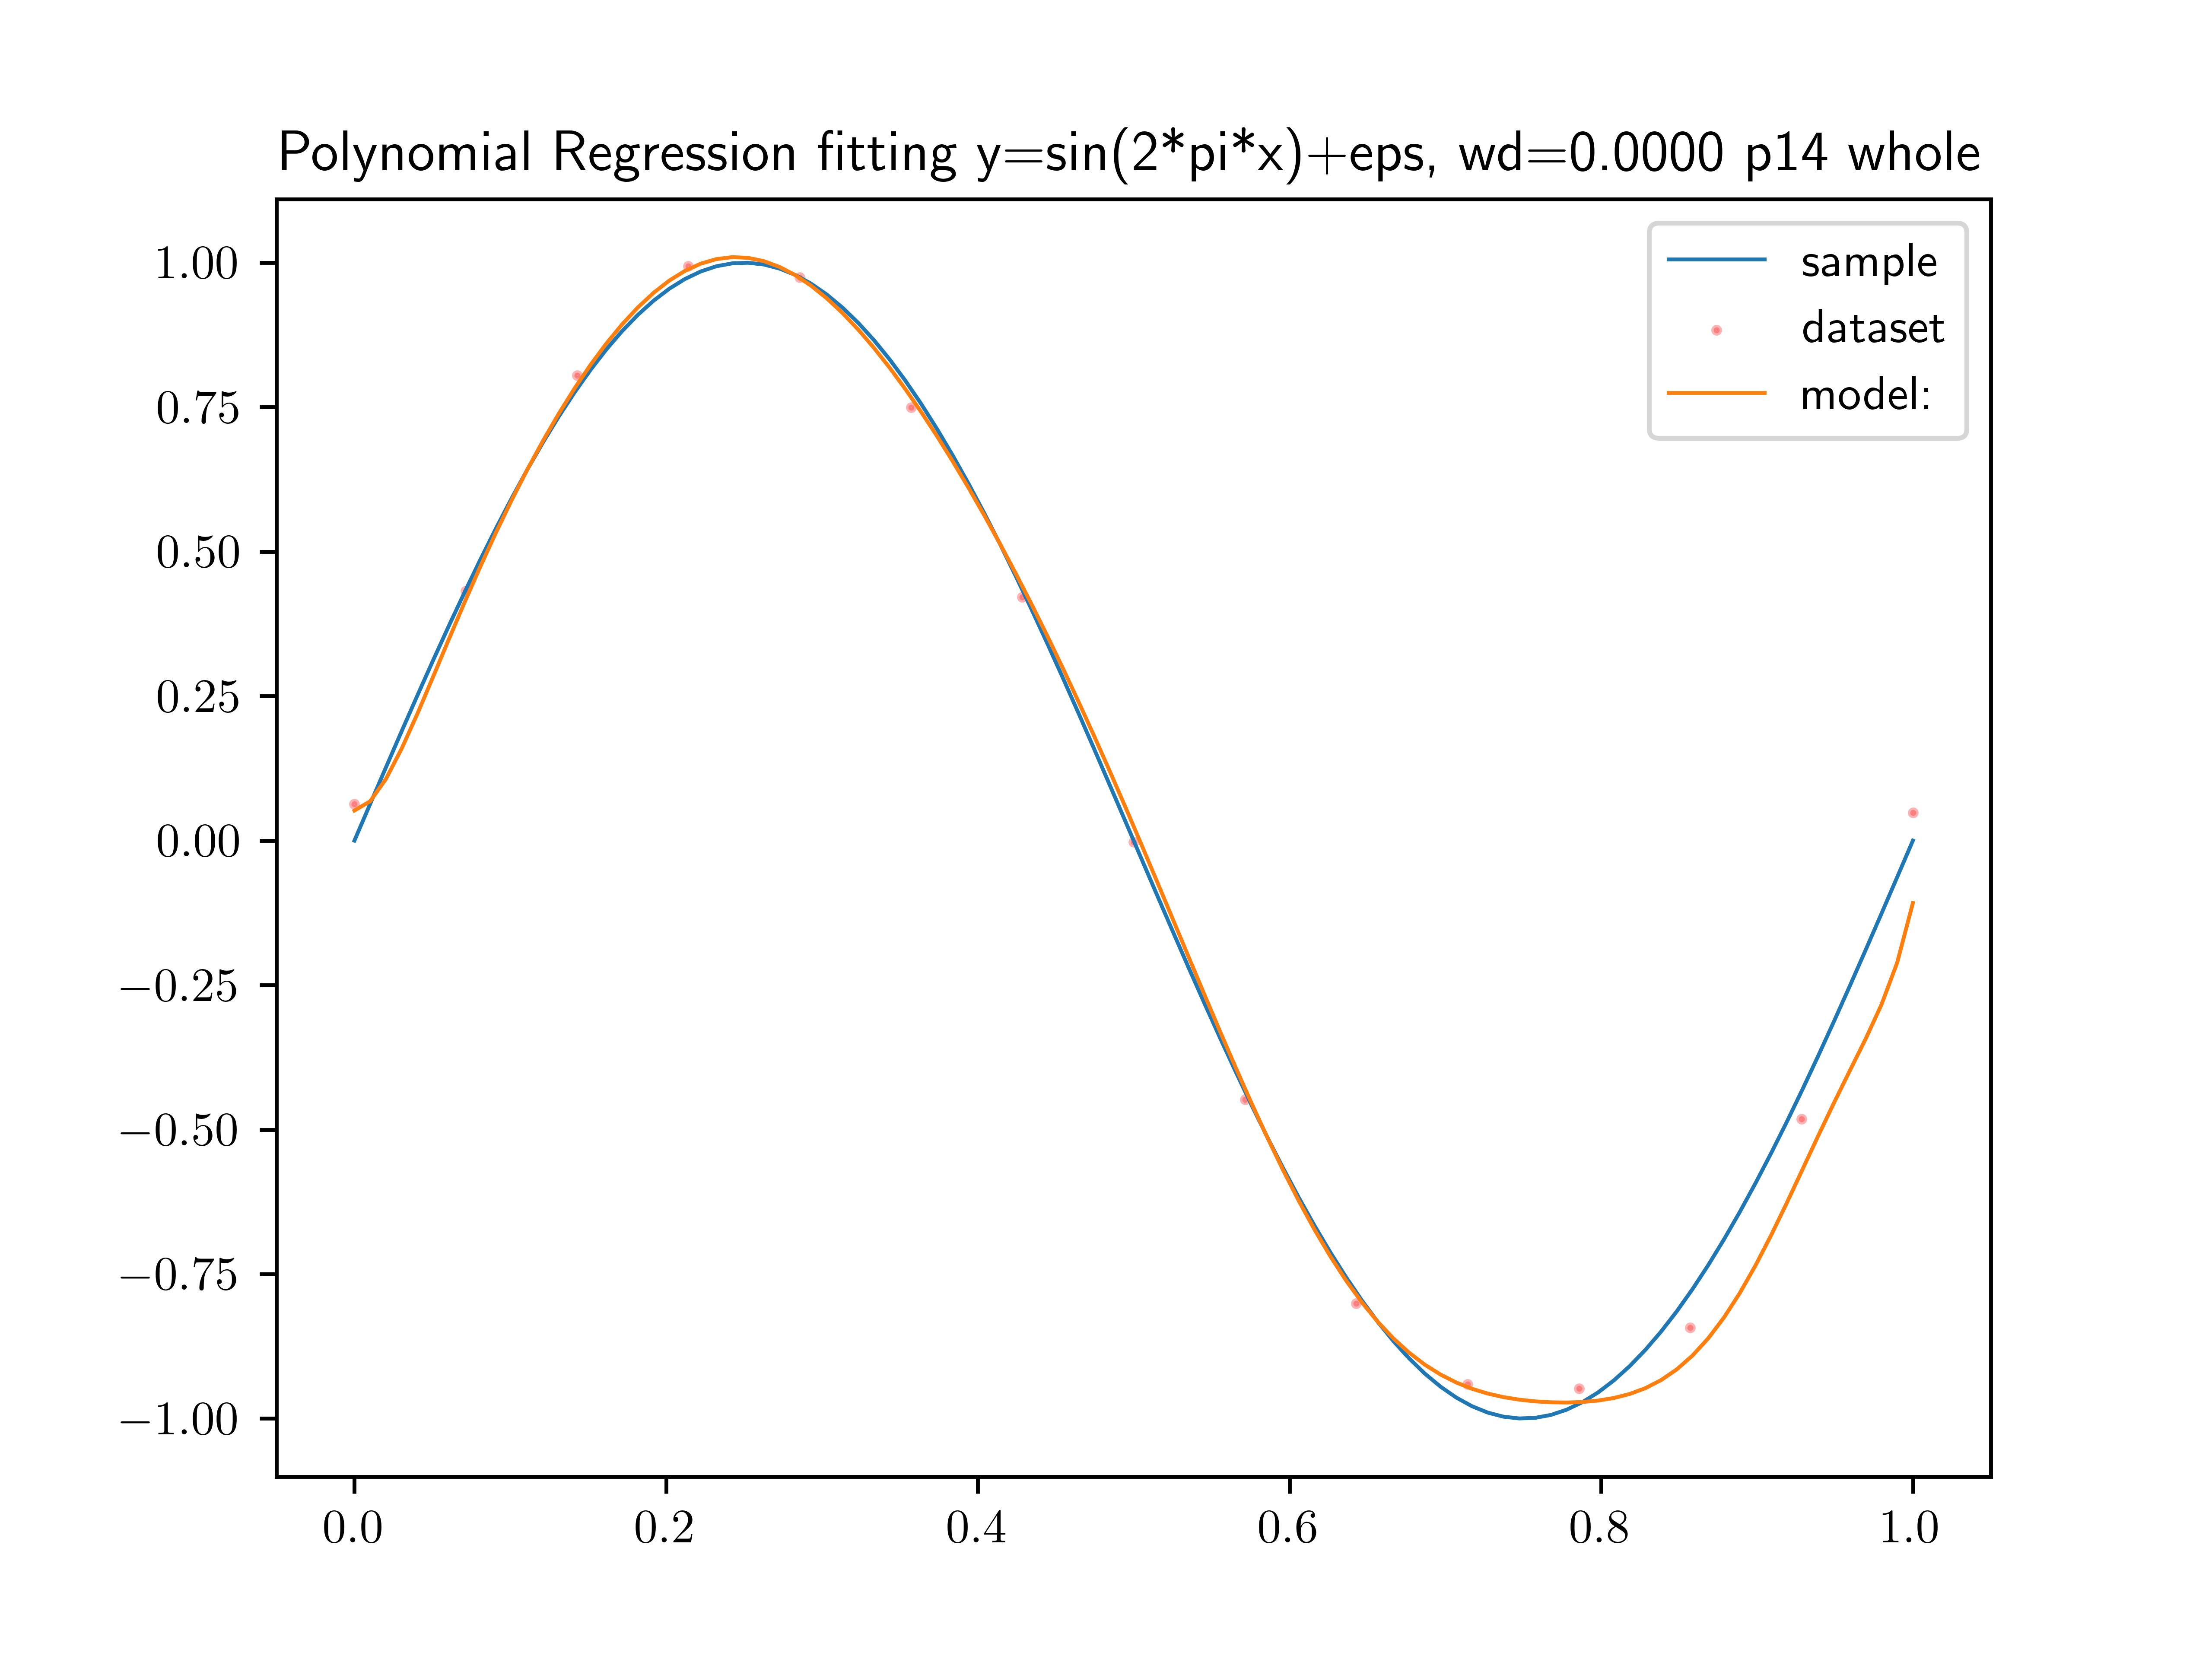 Polynomial Regression fitting y=sin(2*pi*x)+eps, wd=0.0000 p14 whole
sample
dataset
model:
1.00
0.75
0.50
0.25
0.00
−0.25
−0.50
−0.75
−1.00
0.0 0.2 0.4 0.6 0.8 1.0